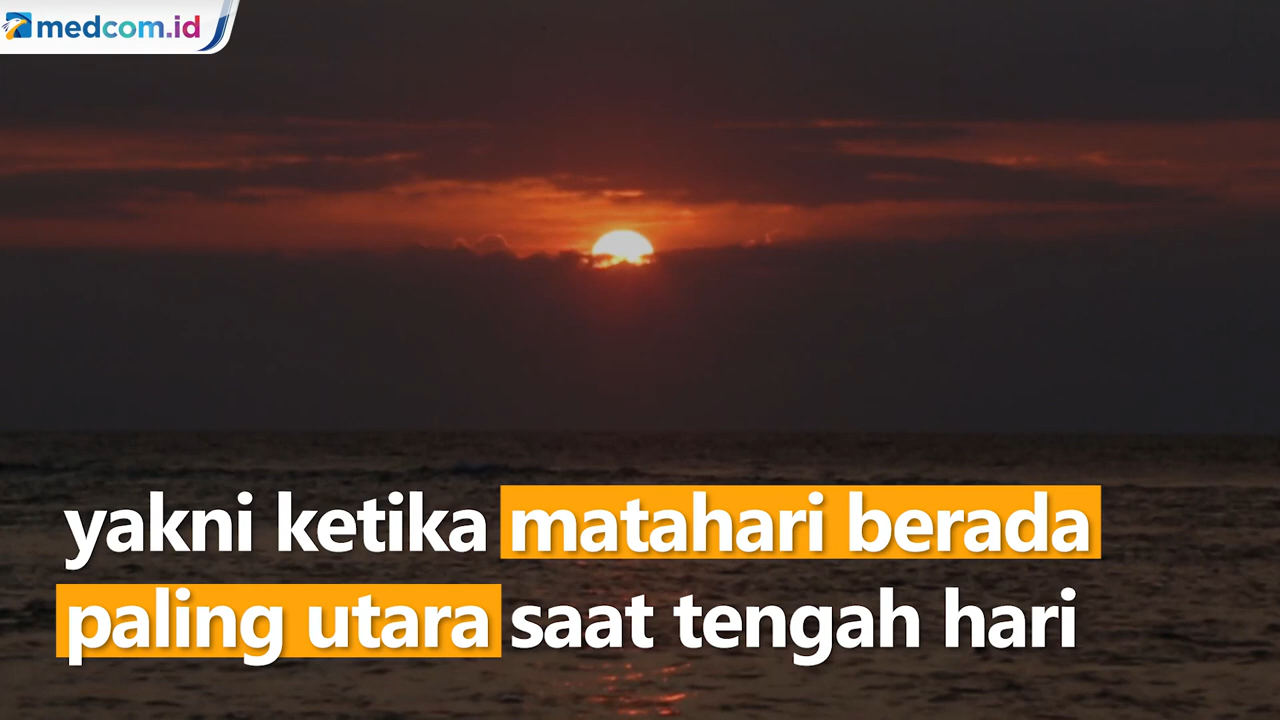 medcom.id
yakni ketika matahari berada
paling utara saat tengah hari